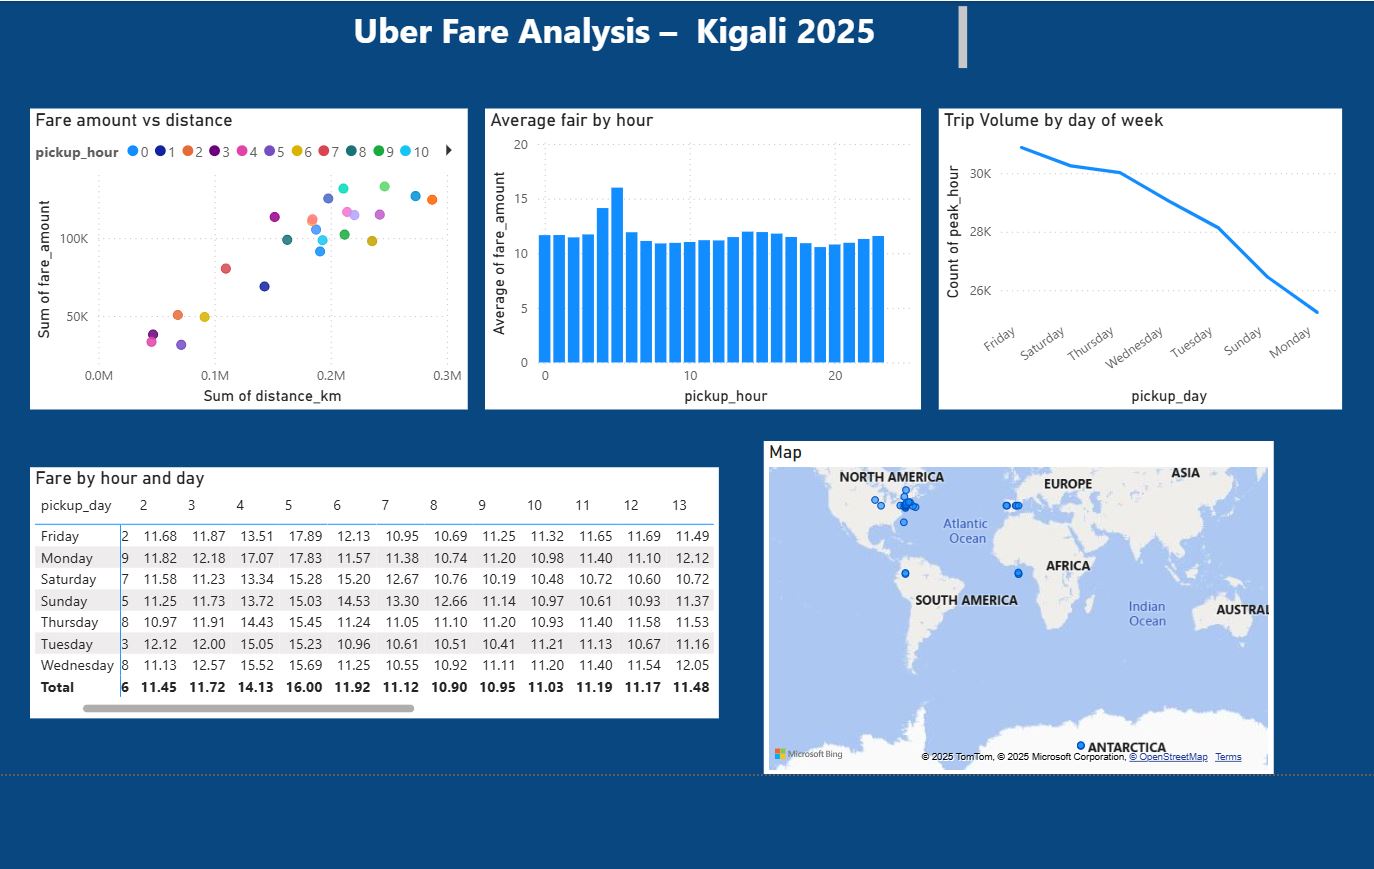 Uber Fare Analysis – Kigali 2025
Fare amount vs distance
pickup_hour 0 1 2 3 4 5 6 7 8 9 10
Sum of fare_amount
100K
50K
0.0M 0.1M 0.2M 0.3M
Sum of distance_km
Average fair by hour
Average of fare_amount
20
15
10
5
0
0 10 20
pickup_hour
Trip Volume by day of week
Count of peak_hour
30K
28K
26K
Friday Saturday Thursday Wednesday Tuesday Sunday Monday
pickup_day
Fare by hour and day
pickup_day 2 3 4 5 6 7 8 9 10 11 12 13
Friday 2 11.68 11.87 13.51 17.89 12.13 10.95 10.69 11.25 11.32 11.65 11.69 11.49
Monday 9 11.82 12.18 17.07 17.83 11.57 11.38 10.74 11.20 10.98 11.40 11.10 12.12
Saturday 7 11.58 11.23 13.34 15.28 15.20 12.67 10.76 10.19 10.48 10.72 10.60 10.72
Sunday 5 11.25 11.73 13.72 15.03 14.53 13.30 12.66 11.14 10.97 10.61 10.93 11.37
Thursday 8 10.97 11.91 14.43 15.45 11.24 11.05 11.10 11.20 10.93 11.40 11.58 11.53
Tuesday 3 12.12 12.00 15.05 15.23 10.96 10.61 10.51 10.41 11.21 11.13 10.67 11.16
Wednesday 8 11.13 12.57 15.52 15.69 11.25 10.55 10.92 11.11 11.20 11.40 11.54 12.05
Total 6 11.45 11.72 14.13 16.00 11.92 11.12 10.90 10.95 11.03 11.19 11.17 11.48
Map
NORTH AMERICA
EUROPE
ASIA
Atlantic
Ocean
AFRICA
SOUTH AMERICA
Indian
Ocean
AUSTRAL
ANTARCTICA
Microsoft Bing
© 2025 TomTom, © 2025 Microsoft Corporation, © OpenStreetMap Terms